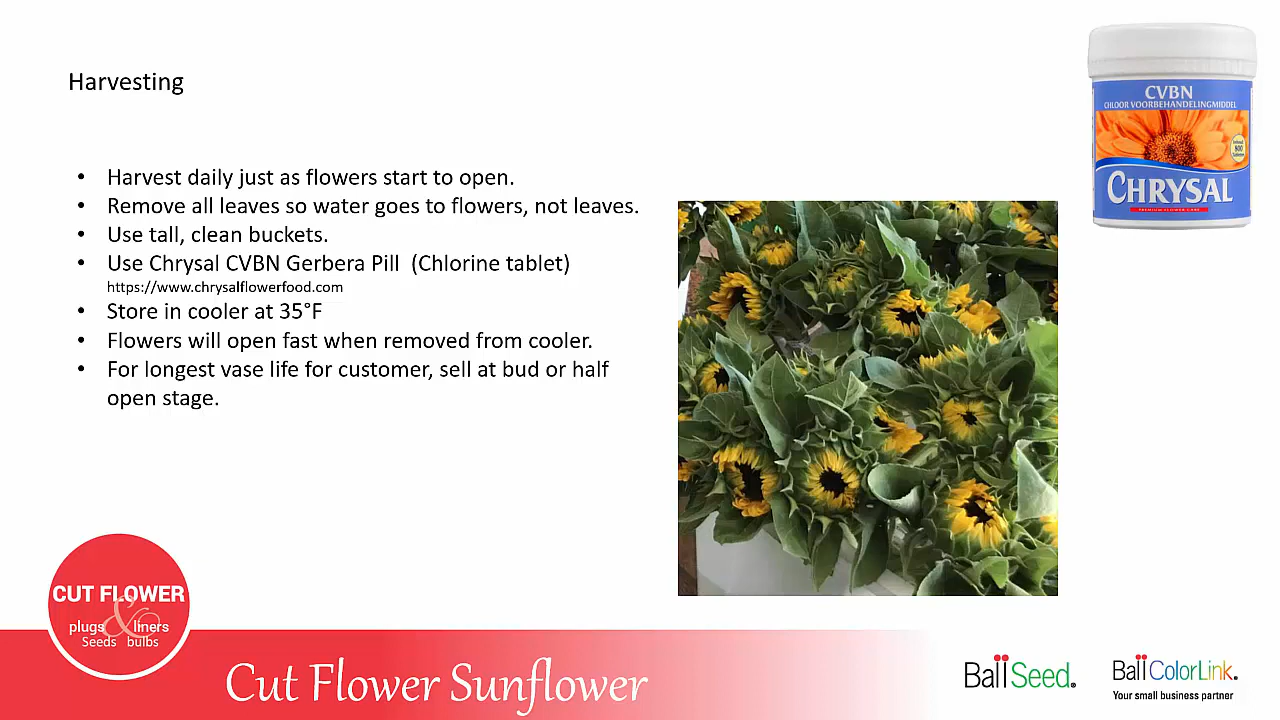 Harvesting
• Harvest daily just as flowers start to open.
• Remove all leaves so water goes to flowers, not leaves.
• Use tall, clean buckets.
• Use Chrysal CVBN Gerbera Pill (Chlorine tablet)
https://www.chrysalflowerfood.com
• Store in cooler at 35°F
• Flowers will open fast when removed from cooler.
• For longest vase life for customer, sell at bud or half
open stage.
CVBN
CHLOOR VOORBEHANDELINGMIDDEL
CHRYSAL
PREMIUM FLOWER CARE
CUT FLOWER
plugs & liners
Seeds bulbs
Cut Flower Sunflower
Ball Seed.
Ball ColorLink.
Your small business partner